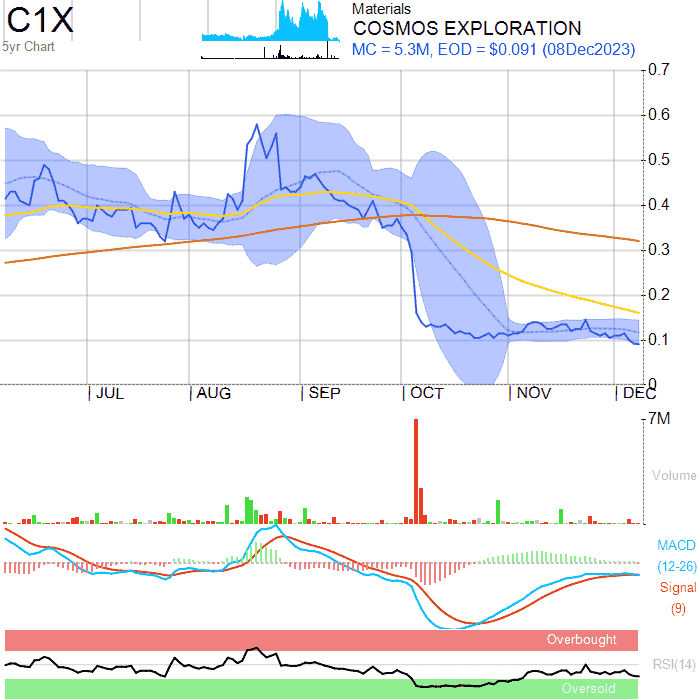 C1X
5yr Chart
Materials
COSMOS EXPLORATION
MC = 5.3M, EOD = $0.091 (08Dec2023)
0.7
0.6
0.5
0.4
0.3
0.2
0.1
0
JUL AUG SEP OCT NOV DEC
7M
Volume
MACD
(12-26)
Signal
(9)
Overbought
RSI(14)
Oversold